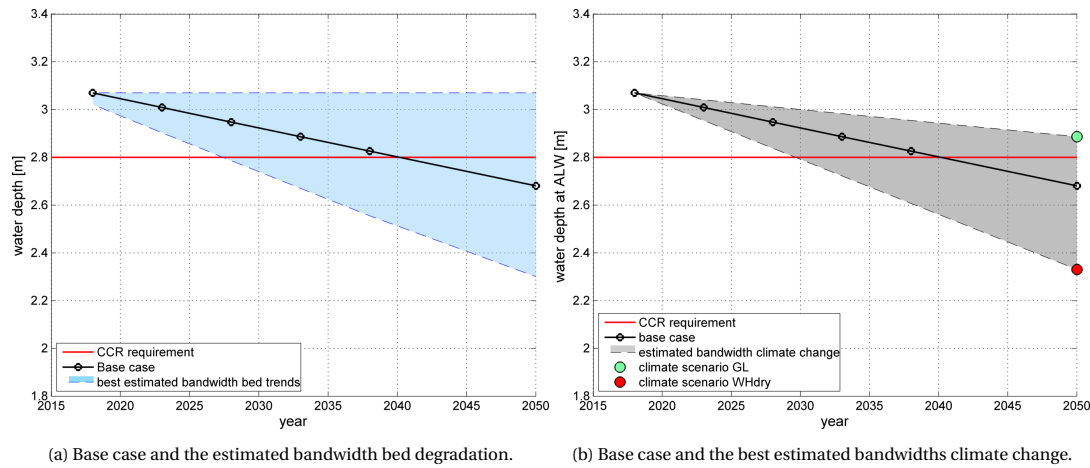 3.4
3.2
3
2.8
2.6
2.4
2.2
2
1.8
water depth [m]
CCR requirement
Base case
best estimated bandwidth bed trends
2015 2020 2025 2030 2035 2040 2045 2050
year
(a) Base case and the estimated bandwidth bed degradation.
3.4
3.2
3
2.8
2.6
2.4
2.2
2
1.8
water depth at ALW [m]
CCR requirement
base case
estimated bandwidth climate change
climate scenario GL
climate scenario WHdry
2015 2020 2025 2030 2035 2040 2045 2050
year
(b) Base case and the best estimated bandwidths climate change.